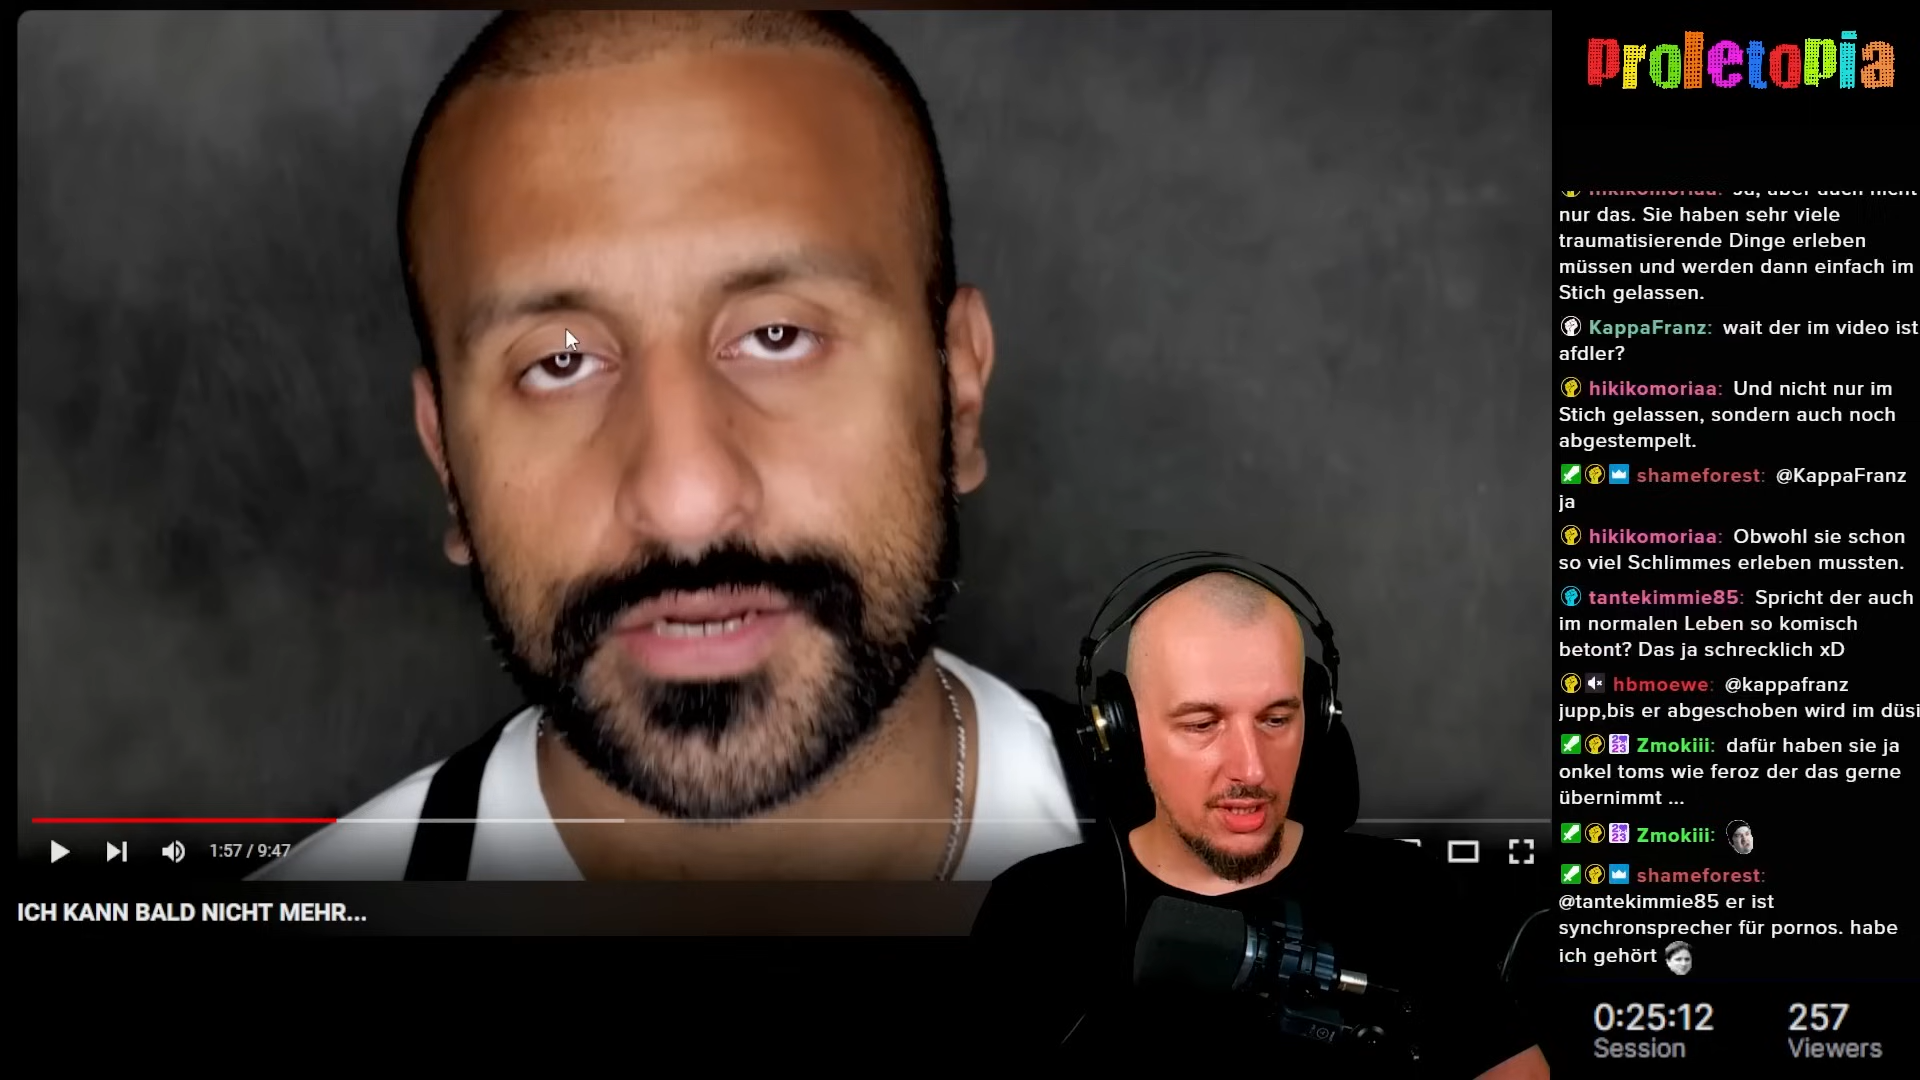 Proletopia
hikikomoriaa: Ja, aber auch nicht
nur das. Sie haben sehr viele
traumatisierende Dinge erleben
müssen und werden dann einfach im
Stich gelassen.
KappaFranz: wait der im video ist
afdler?
hikikomoriaa: Und nicht nur im
Stich gelassen, sondern auch noch
abgestempelt.
shameforest: @KappaFranz
ja
hikikomoriaa: Obwohl sie schon
so viel Schlimmes erleben mussten.
tantekimmie85: Spricht der auch
im normalen Leben so komisch
betont? Das ja schrecklich xD
hbmoewe: @kappafranz
jupp,bis er abgeschoben wird im düsi
Zmokiii: dafür haben sie ja
onkel toms wie feroz der das gerne
übernimmt ...
Zmokiii:
shameforest:
@tantekimmie85 er ist
synchronsprecher für pornos. habe
ich gehört
1:57 / 9:47
ICH KANN BALD NICHT MEHR...
0:25:12 257
Session Viewers